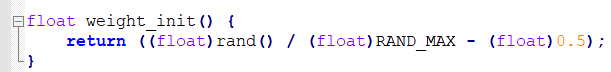 float weight_init() {
    return ((float)rand() / (float)RAND_MAX - (float)0.5);
}